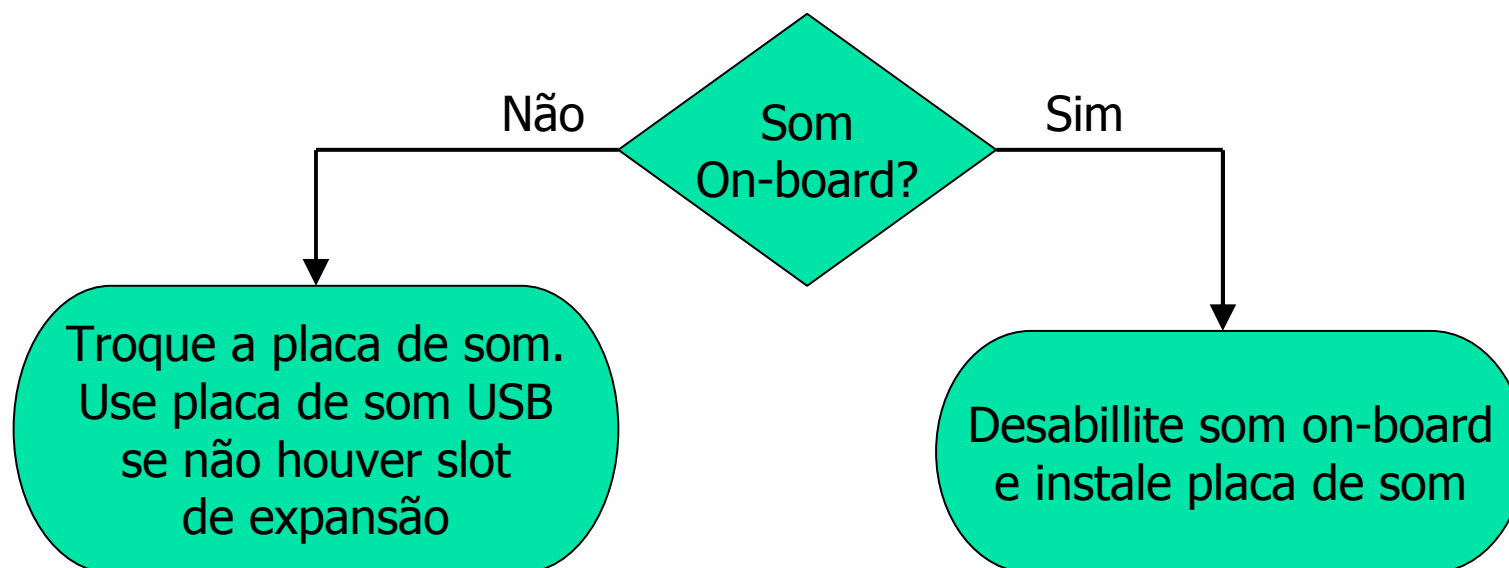 Não
Som
On-board?
Sim
Troque a placa de som.
Use placa de som USB
se não houver slot
de expansão
Desabillite som on-board
e instale placa de som